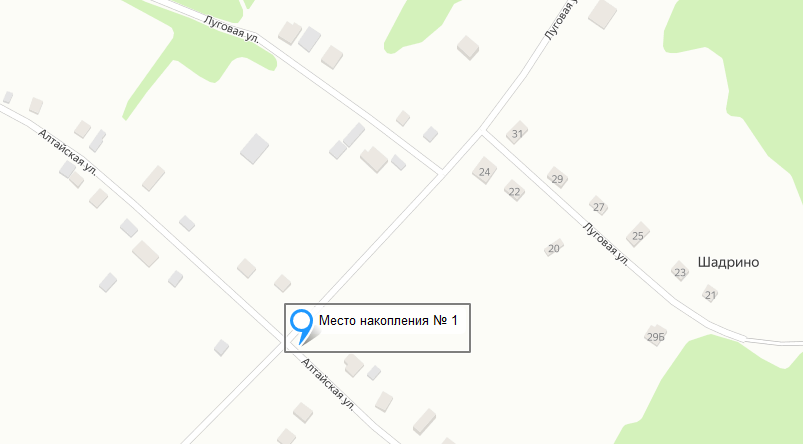 Луговая ул.
Луговая ул.
Алтайская ул.
31
24
29
22
27
Луговая ул.
25
20
Шадрино
23
21
Место накопления № 1
29Б
Алтайская ул.